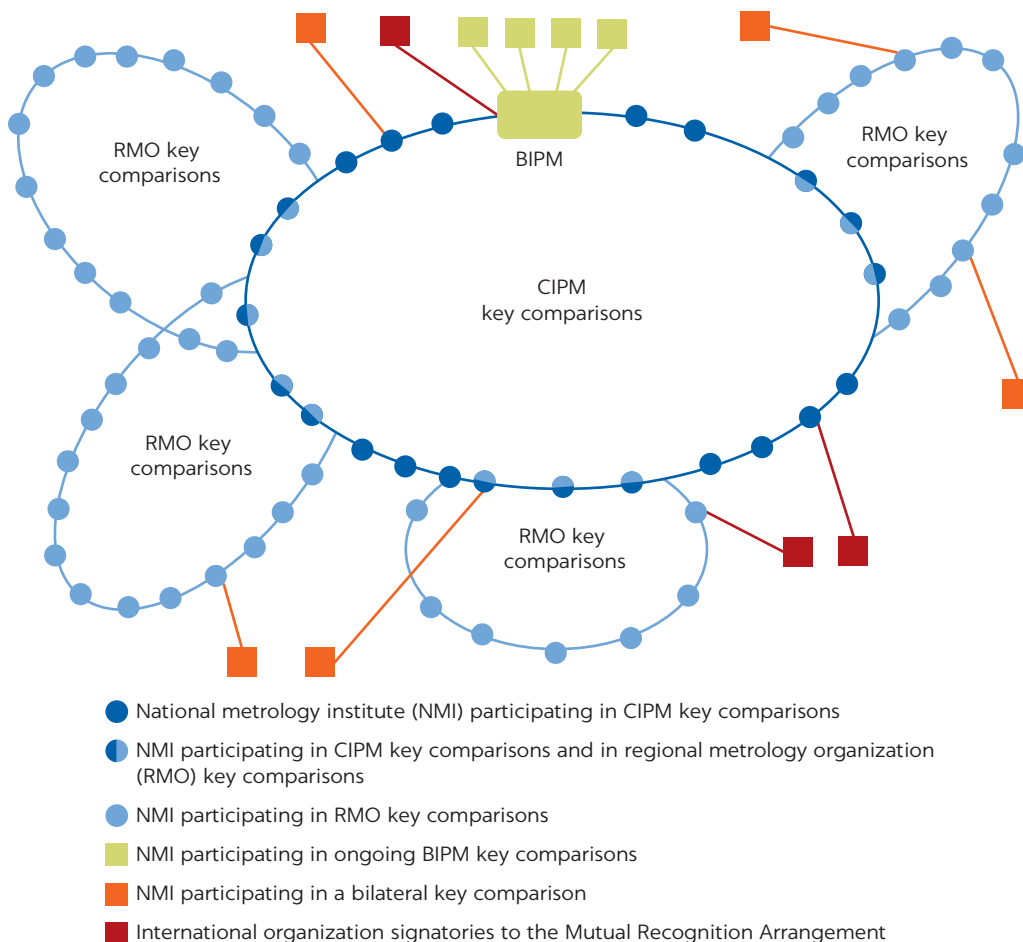 RMO key
comparisons
BIPM
RMO key
comparisons
CIPM
key comparisons
RMO key
comparisons
RMO key
comparisons
National metrology institute (NMI) participating in CIPM key comparisons
NMI participating in CIPM key comparisons and in regional metrology organization
(RMO) key comparisons
NMI participating in RMO key comparisons
NMI participating in ongoing BIPM key comparisons
NMI participating in a bilateral key comparison
International organization signatories to the Mutual Recognition Arrangement